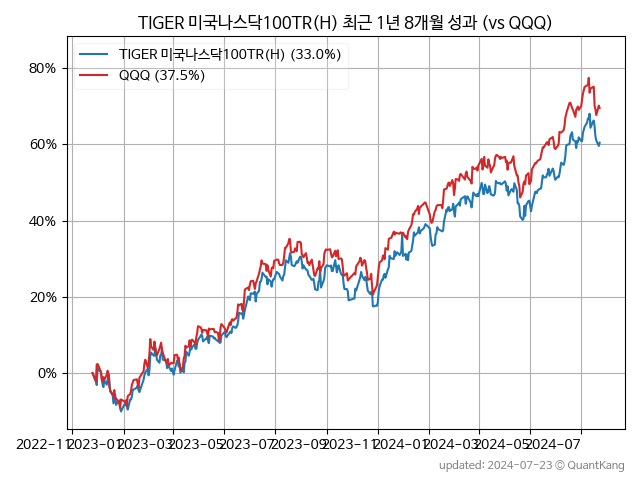 TIGER 미국나스닥100TR(H) 최근 1년 8개월 성과 (vs QQQ)
TIGER 미국나스닥100TR(H) (33.0%)
QQQ (37.5%)
80%
60%
40%
20%
0%
2022-11 2023-01 2023-03 2023-05 2023-07 2023-09 2023-11 2024-01 2024-03 2024-05 2024-07
updated: 2024-07-23 @ QuantKang